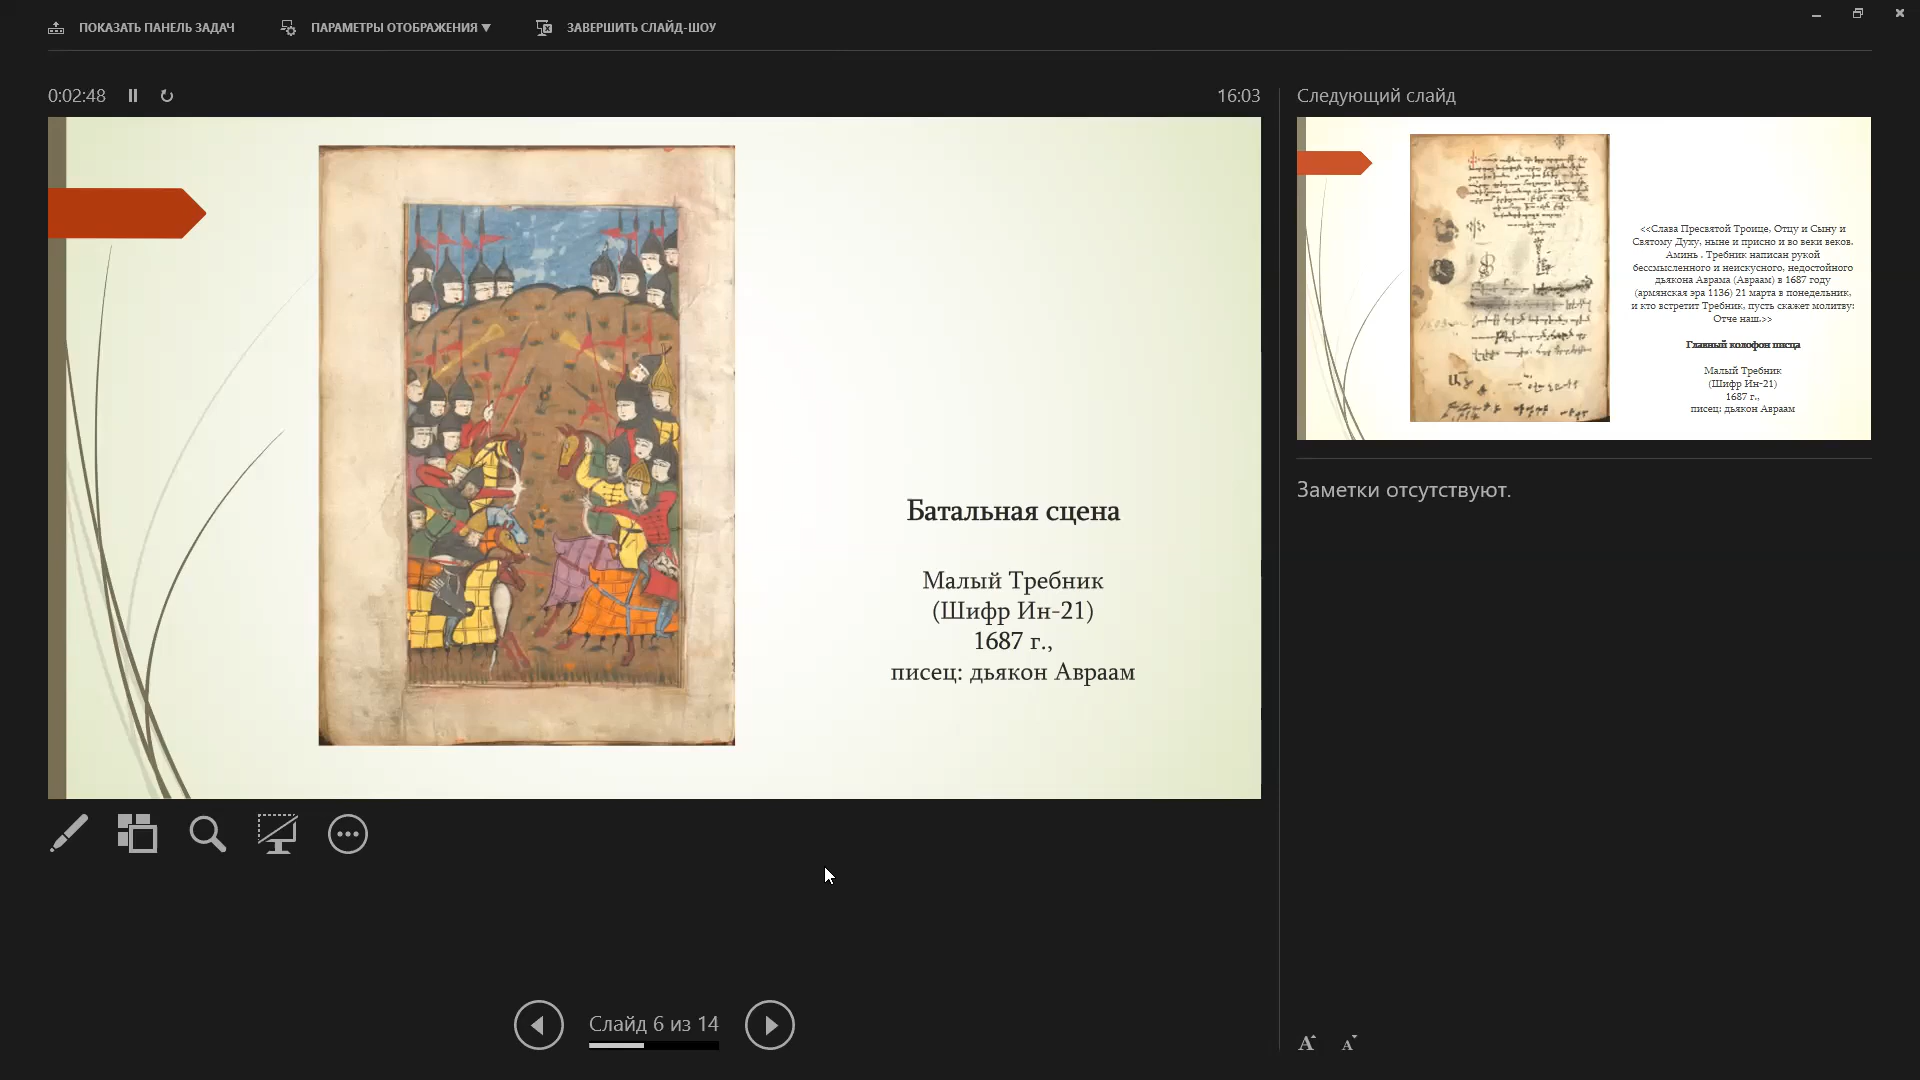 ПОКАЗАТЬ ПАНЕЛЬ ЗАДАЧ
ПАРАМЕТРЫ ОТОБРАЖЕНИЯ
ЗАВЕРШИТЬ СЛАЙД-ШОУ
0:02:48
16:03
Батальная сцена
Малый Требник
(Шифр Ин-21)
1687 г.,
писец: дьякон Авраам
Слайд 6 из 14
Следующий слайд
<<Слава Пресвятой Троице, Отцу и Сыну и
Святому Духу, ныне и присно и во веки веков.
Аминь . Требник написан рукой
бессмысленного и неискусного, недостойного
дьякона Аврама (Авраам) в 1687 году
(армянская эра 1136) 21 марта в понедельник,
и кто встретит Требник, пусть скажет молитву:
Отче наш.>>
Главный колофон писца
Малый Требник
(Шифр Ин-21)
1687 г.,
писец: дьякон Авраам
Заметки отсутствуют.
A A